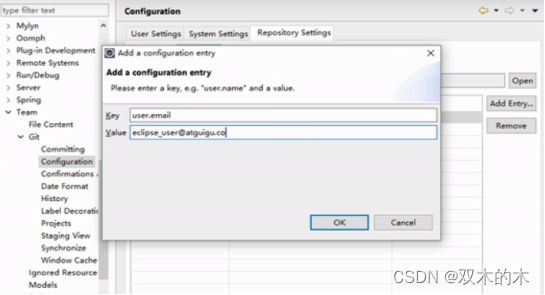 type filter text
Mylyn
Oomph
Plug-in Development
Remote Systems
Run/Debug
Server
Spring
Team
File Content
Git
Committing
Configuration
Confirmations
Date Format
History
Label Decoratio
Projects
Staging View
Synchronize
Window Cache
Ignored Resource
Models
Configuration
User Settings
System Settings
Repository Settings
Open
Add Entry...
Remove
Add a configuration entry
Add a configuration entry
Please enter a key, e.g. "user.name" and a value.
Key
user.email
Value
eclipse_user@atguigu.co
OK
Cancel
CSDN @双木的木